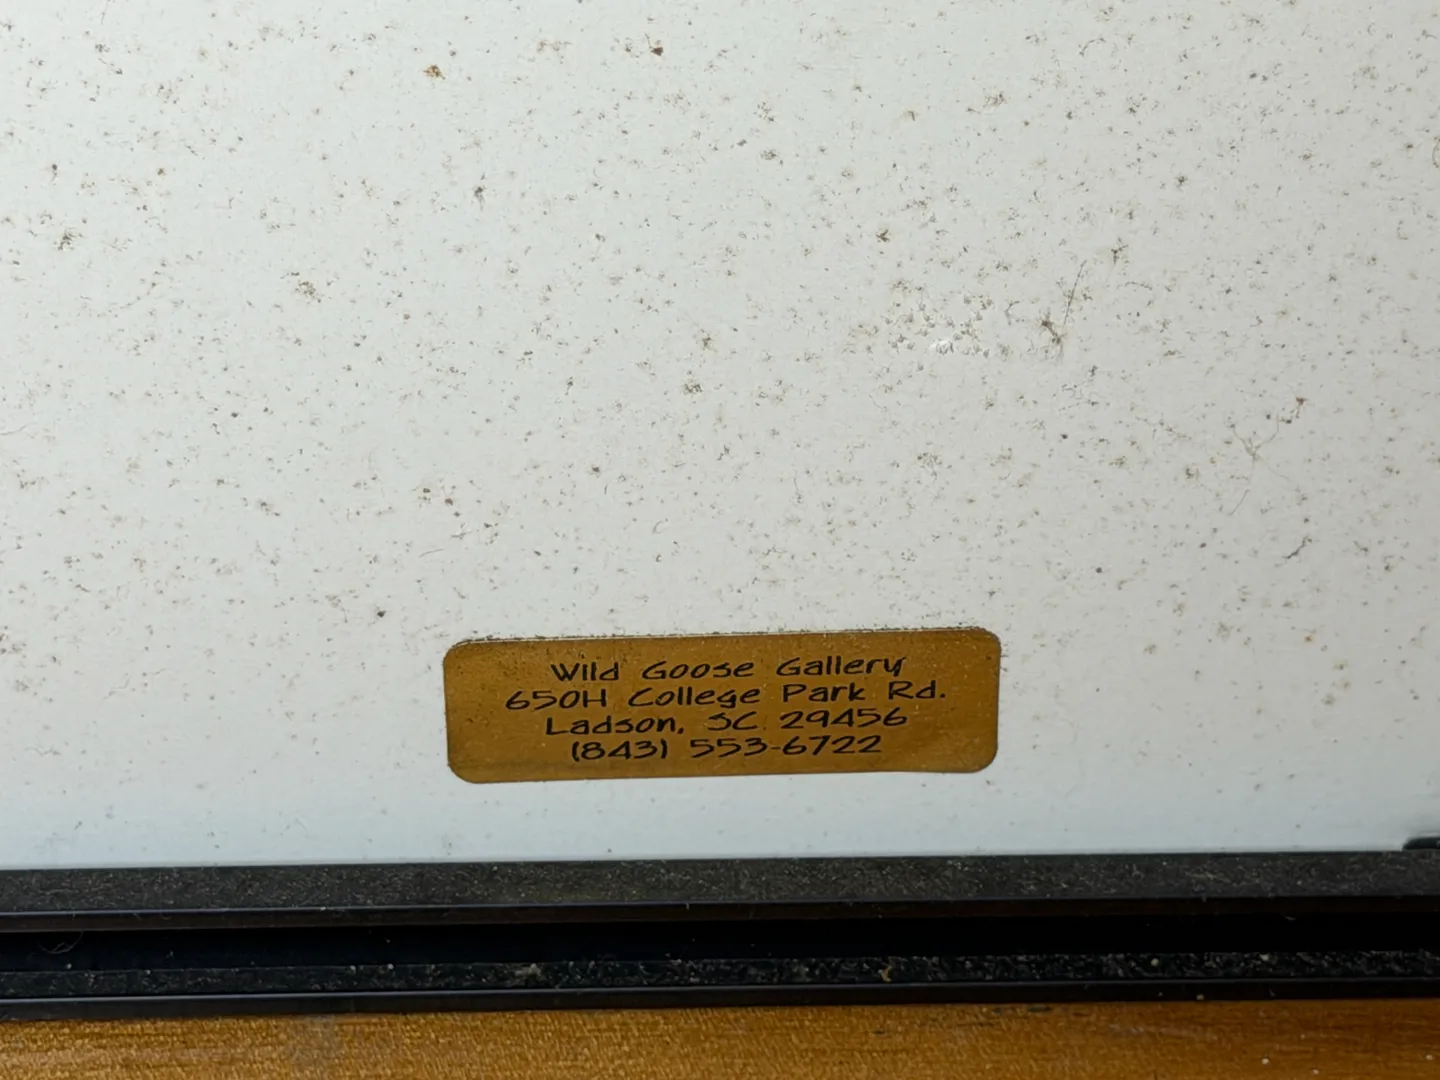 Wild Goose Gallery
650H College Park Rd.
Ladson, SC 29456
(843) 553-6722